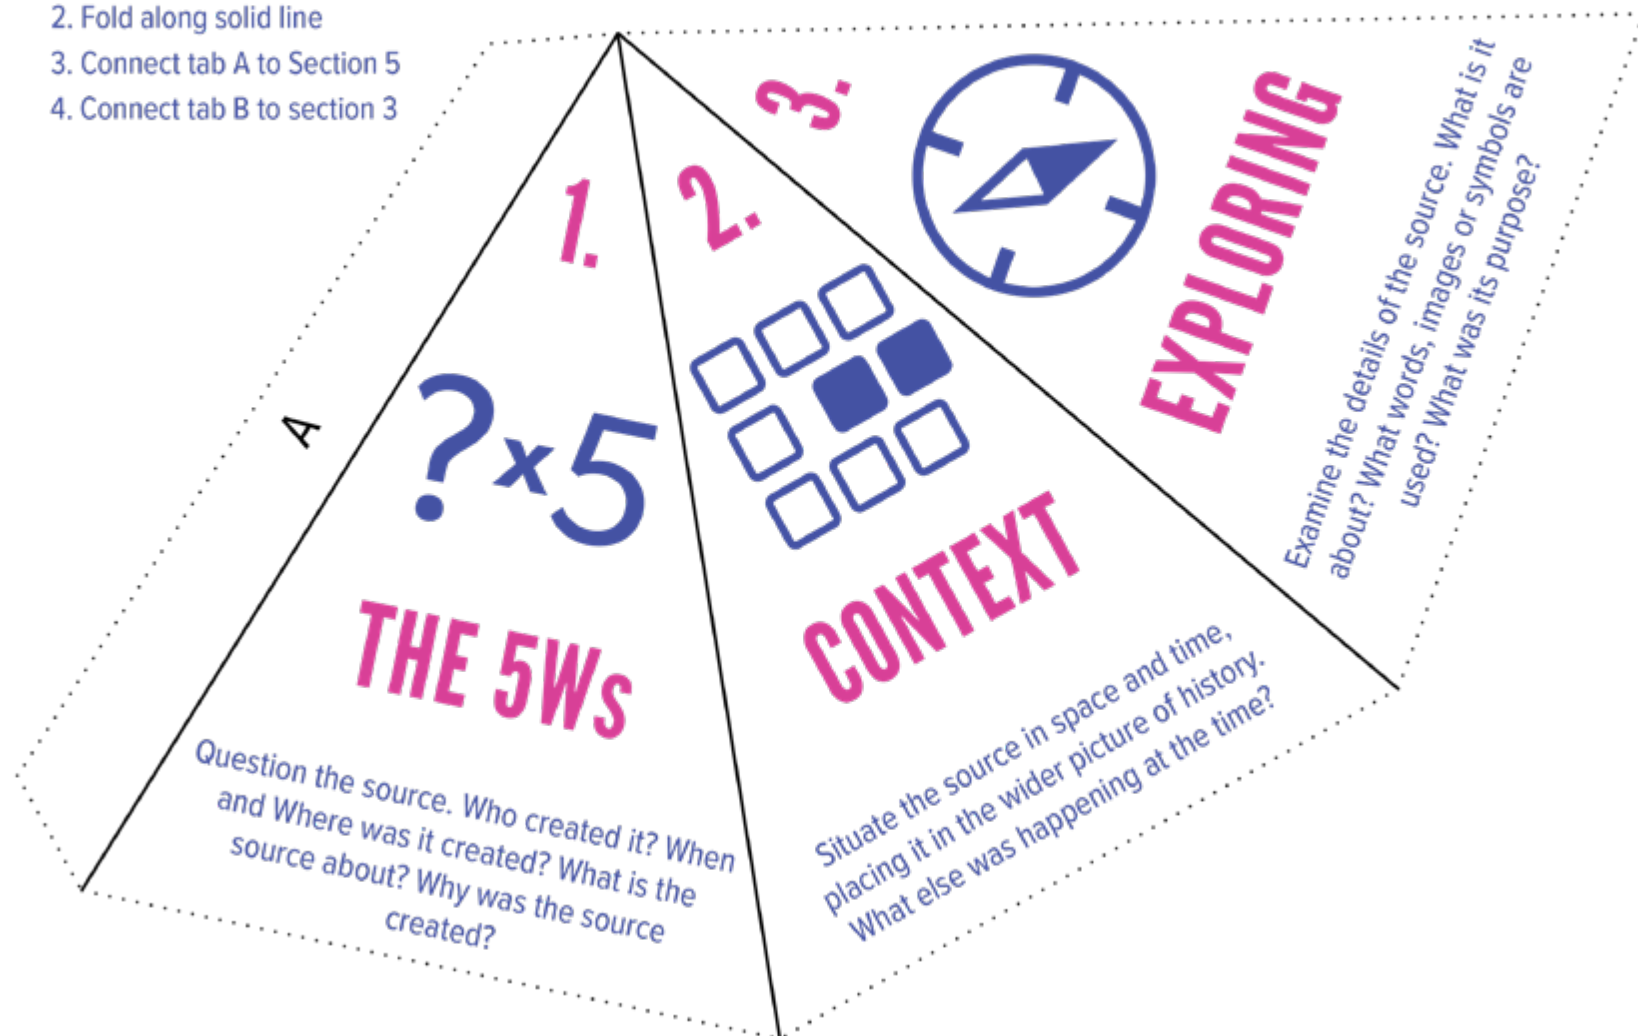 2. Fold along solid line
3. Connect tab A to Section 5
4. Connect tab B to section 3
A
1.
?x5
THE 5Ws
Question the source. Who created it? When
and Where was it created? What is the
source about? Why was the source
created?
2.
CONTEXT
Situate the source in space and time,
placing it in the wider picture of history.
What else was happening at the time?
3.
EXPLORING
Examine the details of the source. What is it
about? What words, images or symbols are
used? What was its purpose?